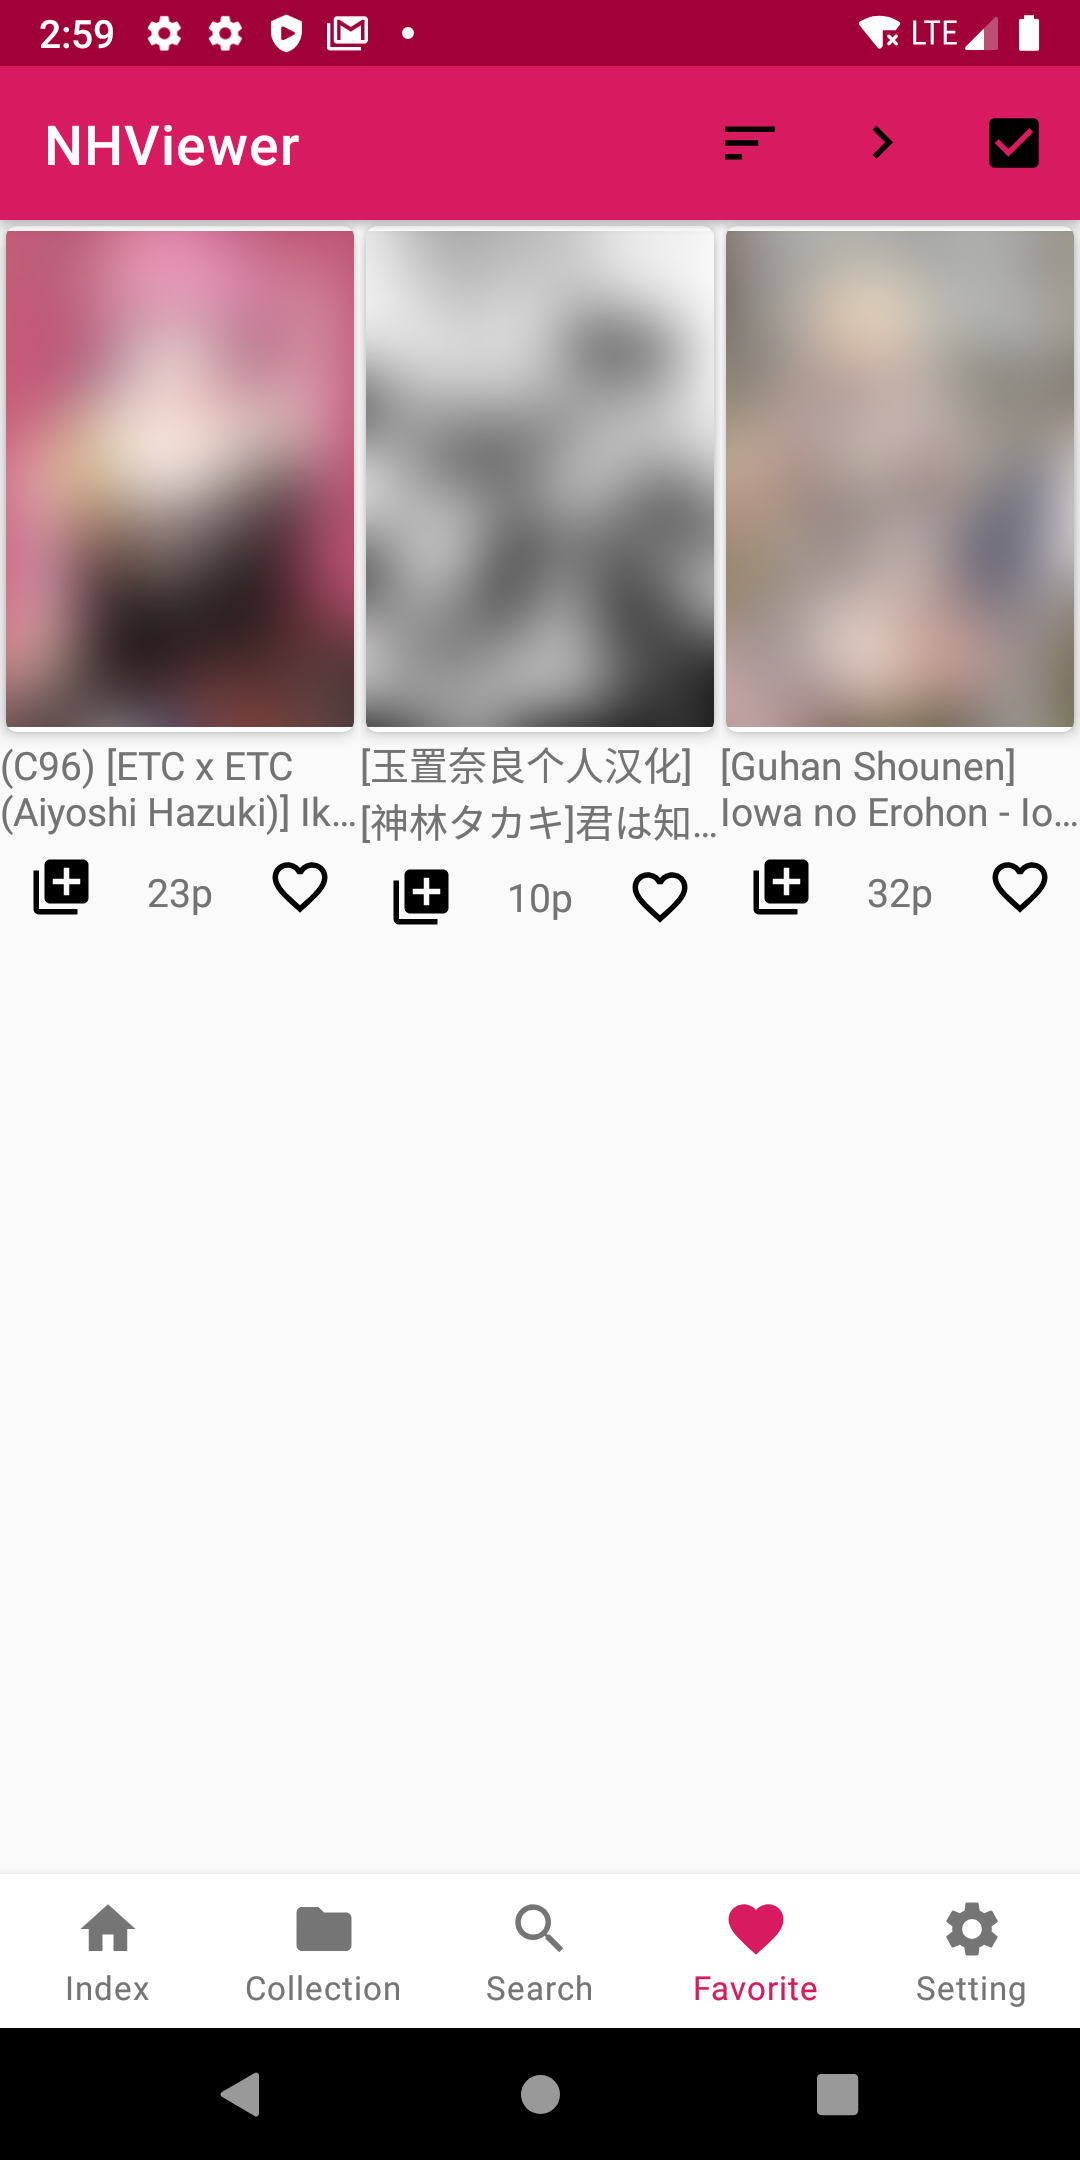 2:59
LTE
NHViewer
(C96) [ETC x ETC
(Aiyoshi Hazuki)] Ik...
23p
[玉置奈良个人汉化]
[神林タカキ]君は知...
10p
[Guhan Shounen]
Iowa no Erohon - Io...
32p
Index
Collection
Search
Favorite
Setting